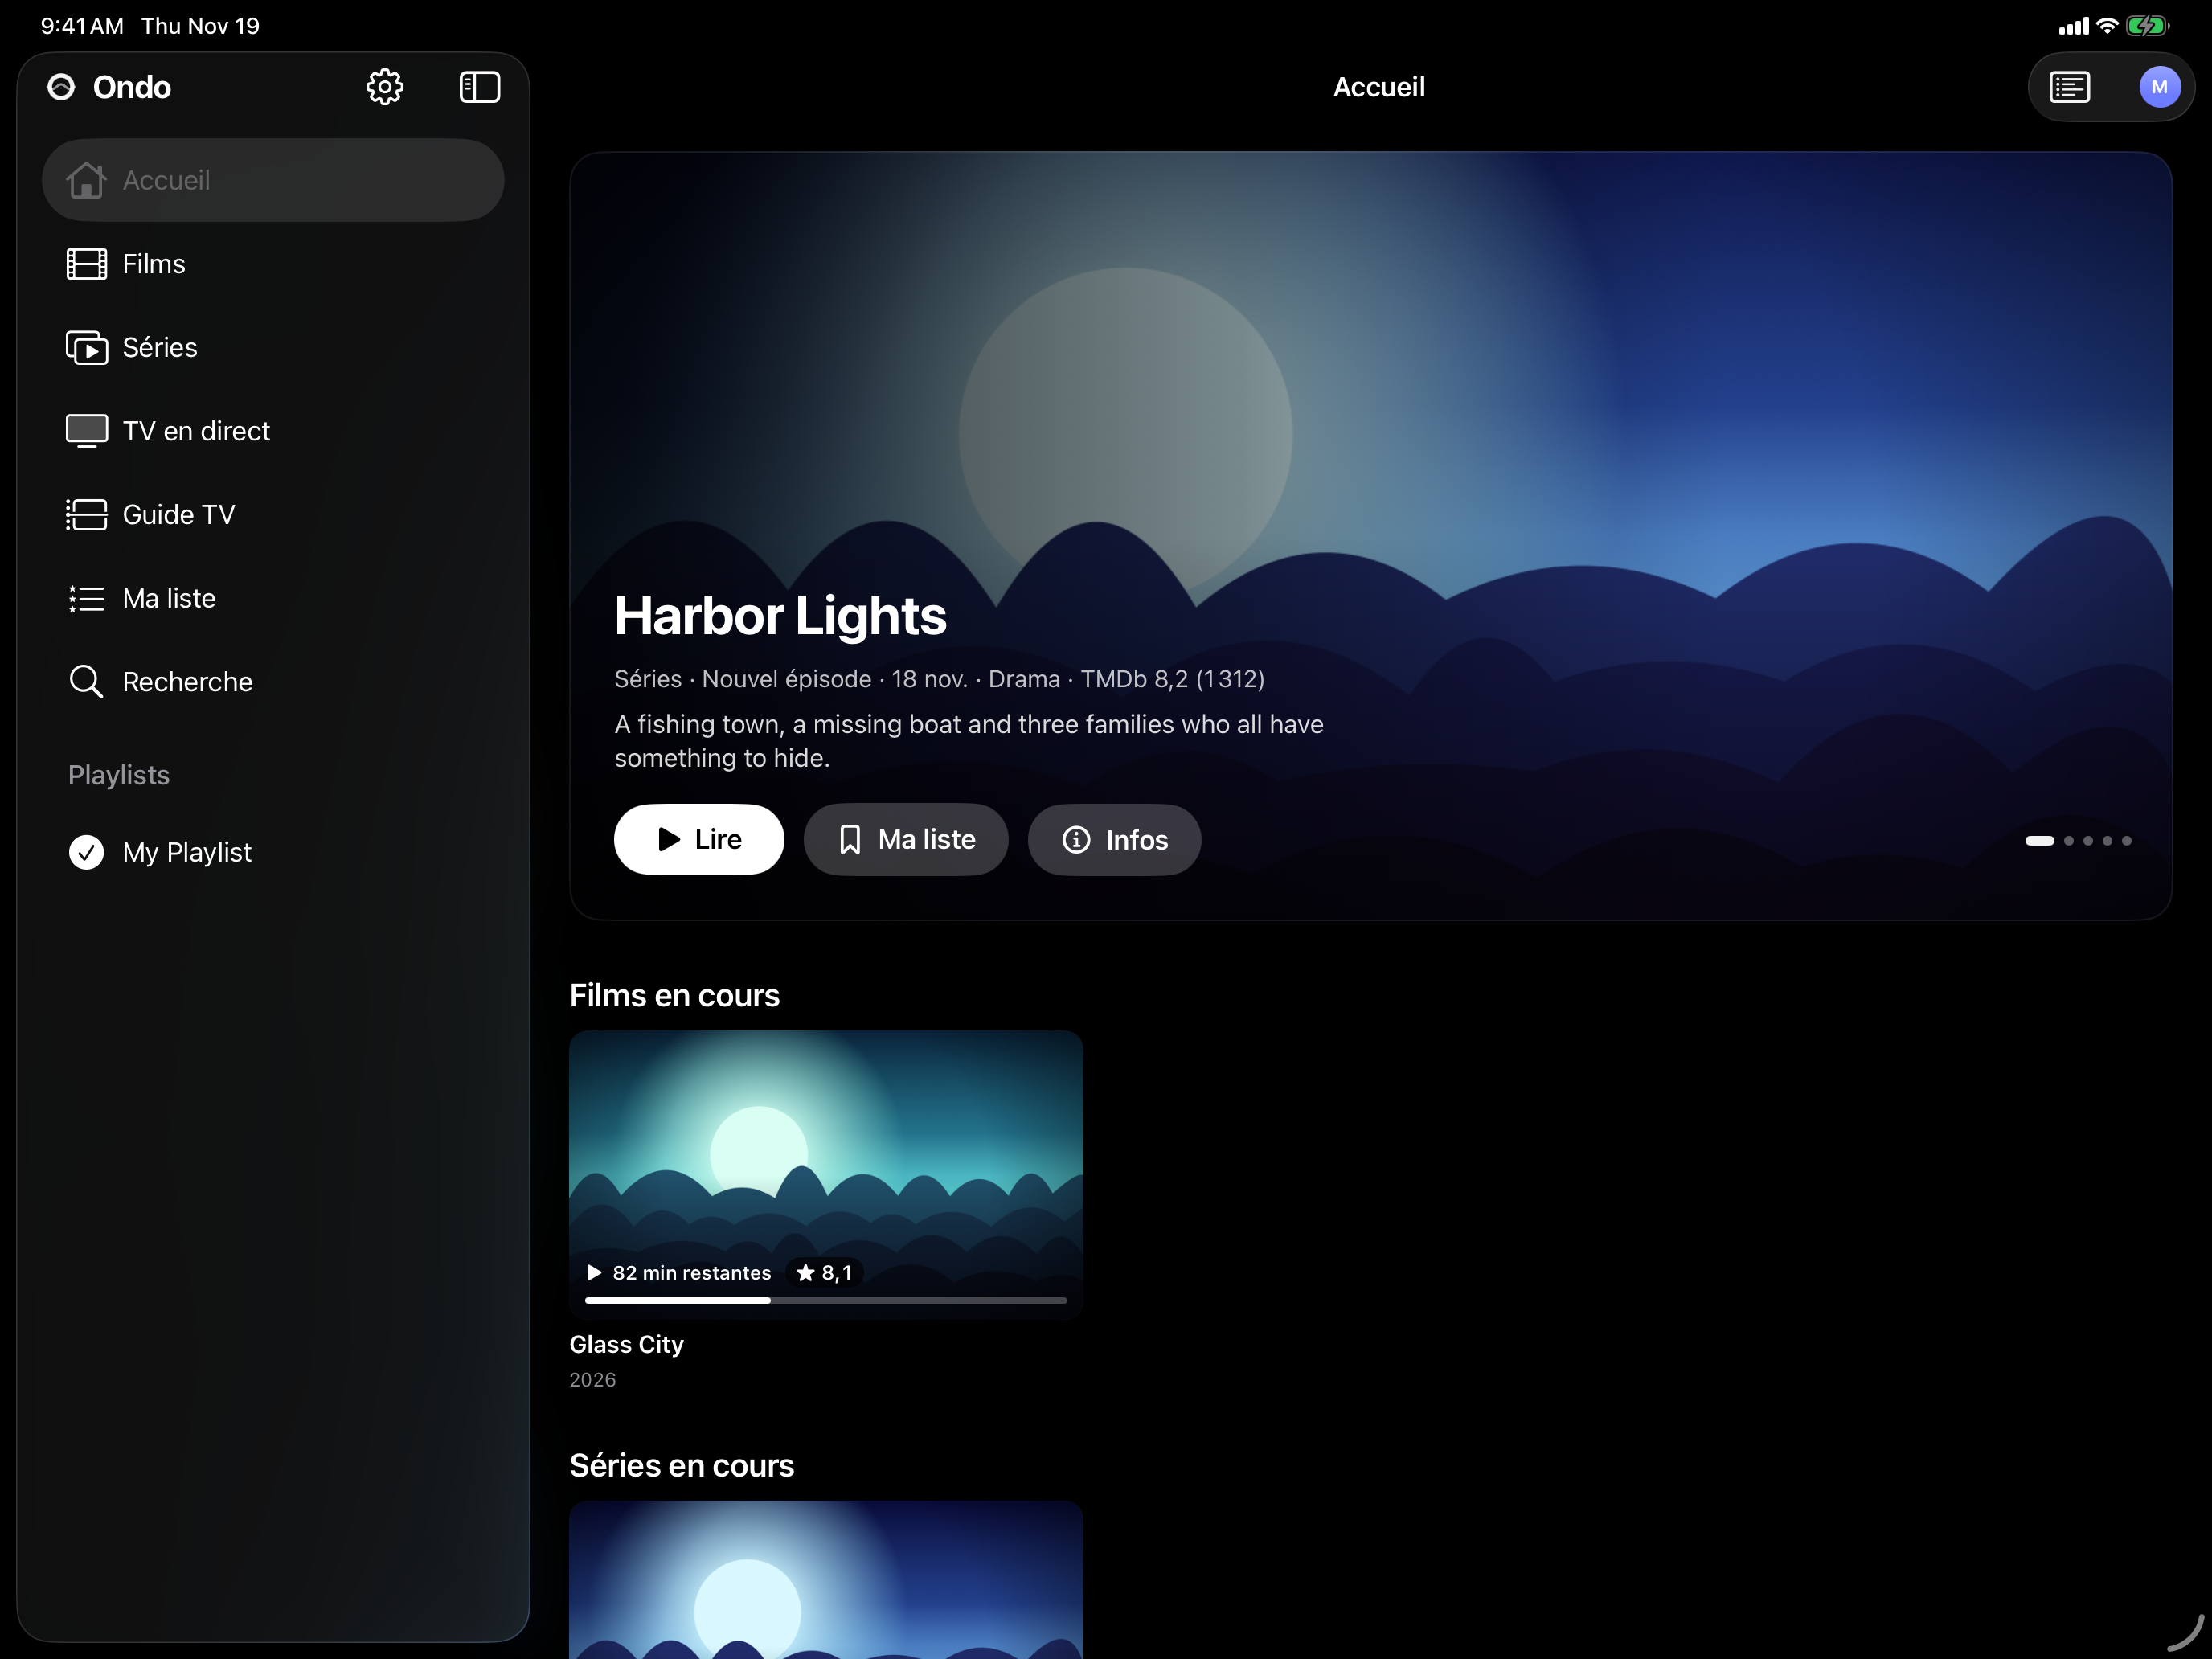 9:41 AM Thu Nov 19
Ondo
Accueil
Films
Séries
TV en direct
Guide TV
Ma liste
Recherche
Playlists
My Playlist
Accueil
M
Harbor Lights
Séries · Nouvel épisode · 18 nov. · Drama · TMDb 8,2 (1 312)
A fishing town, a missing boat and three families who all have
something to hide.
Lire
Ma liste
Infos
Films en cours
82 min restantes
8,1
Glass City
2026
Séries en cours